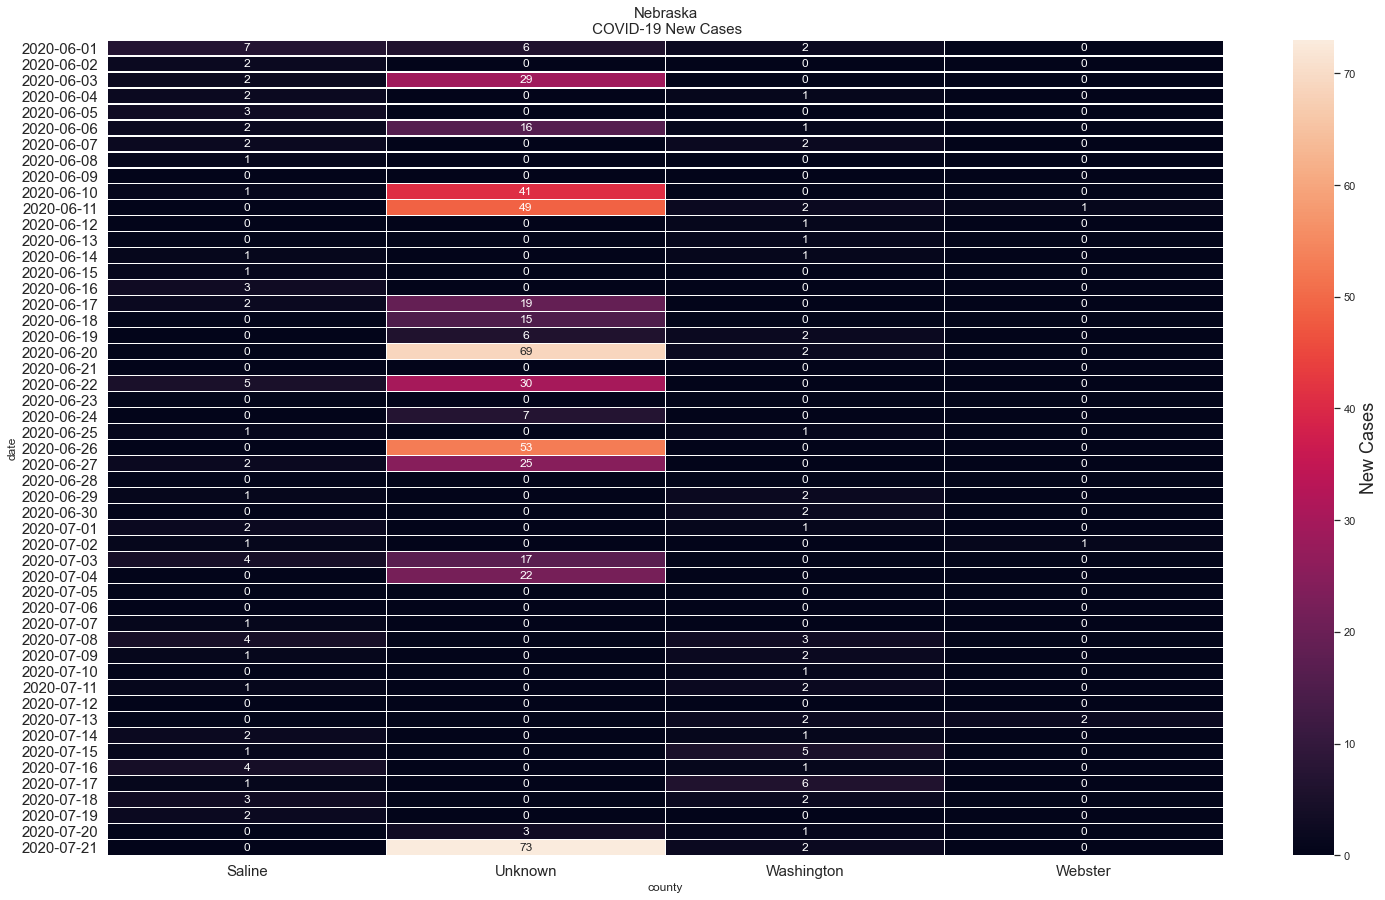 Nebraska
COVID-19 New Cases
2020-06-01 7 6 2 0
2020-06-02 2 0 0 0
2020-06-03 2 29 0 0
2020-06-04 2 0 1 0
2020-06-05 3 0 0 0
2020-06-06 2 16 1 0
2020-06-07 2 0 2 0
2020-06-08 1 0 0 0
2020-06-09 0 0 0 0
2020-06-10 1 41 0 0
2020-06-11 0 49 2 1
2020-06-12 0 0 1 0
2020-06-13 0 0 1 0
2020-06-14 1 0 1 0
2020-06-15 1 0 0 0
2020-06-16 3 0 0 0
2020-06-17 2 19 0 0
2020-06-18 0 15 0 0
2020-06-19 0 6 2 0
2020-06-20 0 69 2 0
2020-06-21 0 0 0 0
2020-06-22 5 30 0 0
2020-06-23 0 0 0 0
2020-06-24 0 7 0 0
2020-06-25 1 0 1 0
2020-06-26 0 53 0 0
2020-06-27 2 25 0 0
2020-06-28 0 0 0 0
2020-06-29 1 0 2 0
2020-06-30 0 0 2 0
2020-07-01 2 0 1 0
2020-07-02 1 0 0 1
2020-07-03 4 17 0 0
2020-07-04 0 22 0 0
2020-07-05 0 0 0 0
2020-07-06 0 0 0 0
2020-07-07 1 0 0 0
2020-07-08 4 0 3 0
2020-07-09 1 0 2 0
2020-07-10 0 0 1 0
2020-07-11 1 0 2 0
2020-07-12 0 0 0 0
2020-07-13 0 0 2 2
2020-07-14 2 0 1 0
2020-07-15 1 0 5 0
2020-07-16 4 0 1 0
2020-07-17 1 0 6 0
2020-07-18 3 0 2 0
2020-07-19 2 0 0 0
2020-07-20 0 3 1 0
2020-07-21 0 73 2 0
date
Saline Unknown Washington Webster
county
70
60
50
40
30
20
10
0
New Cases